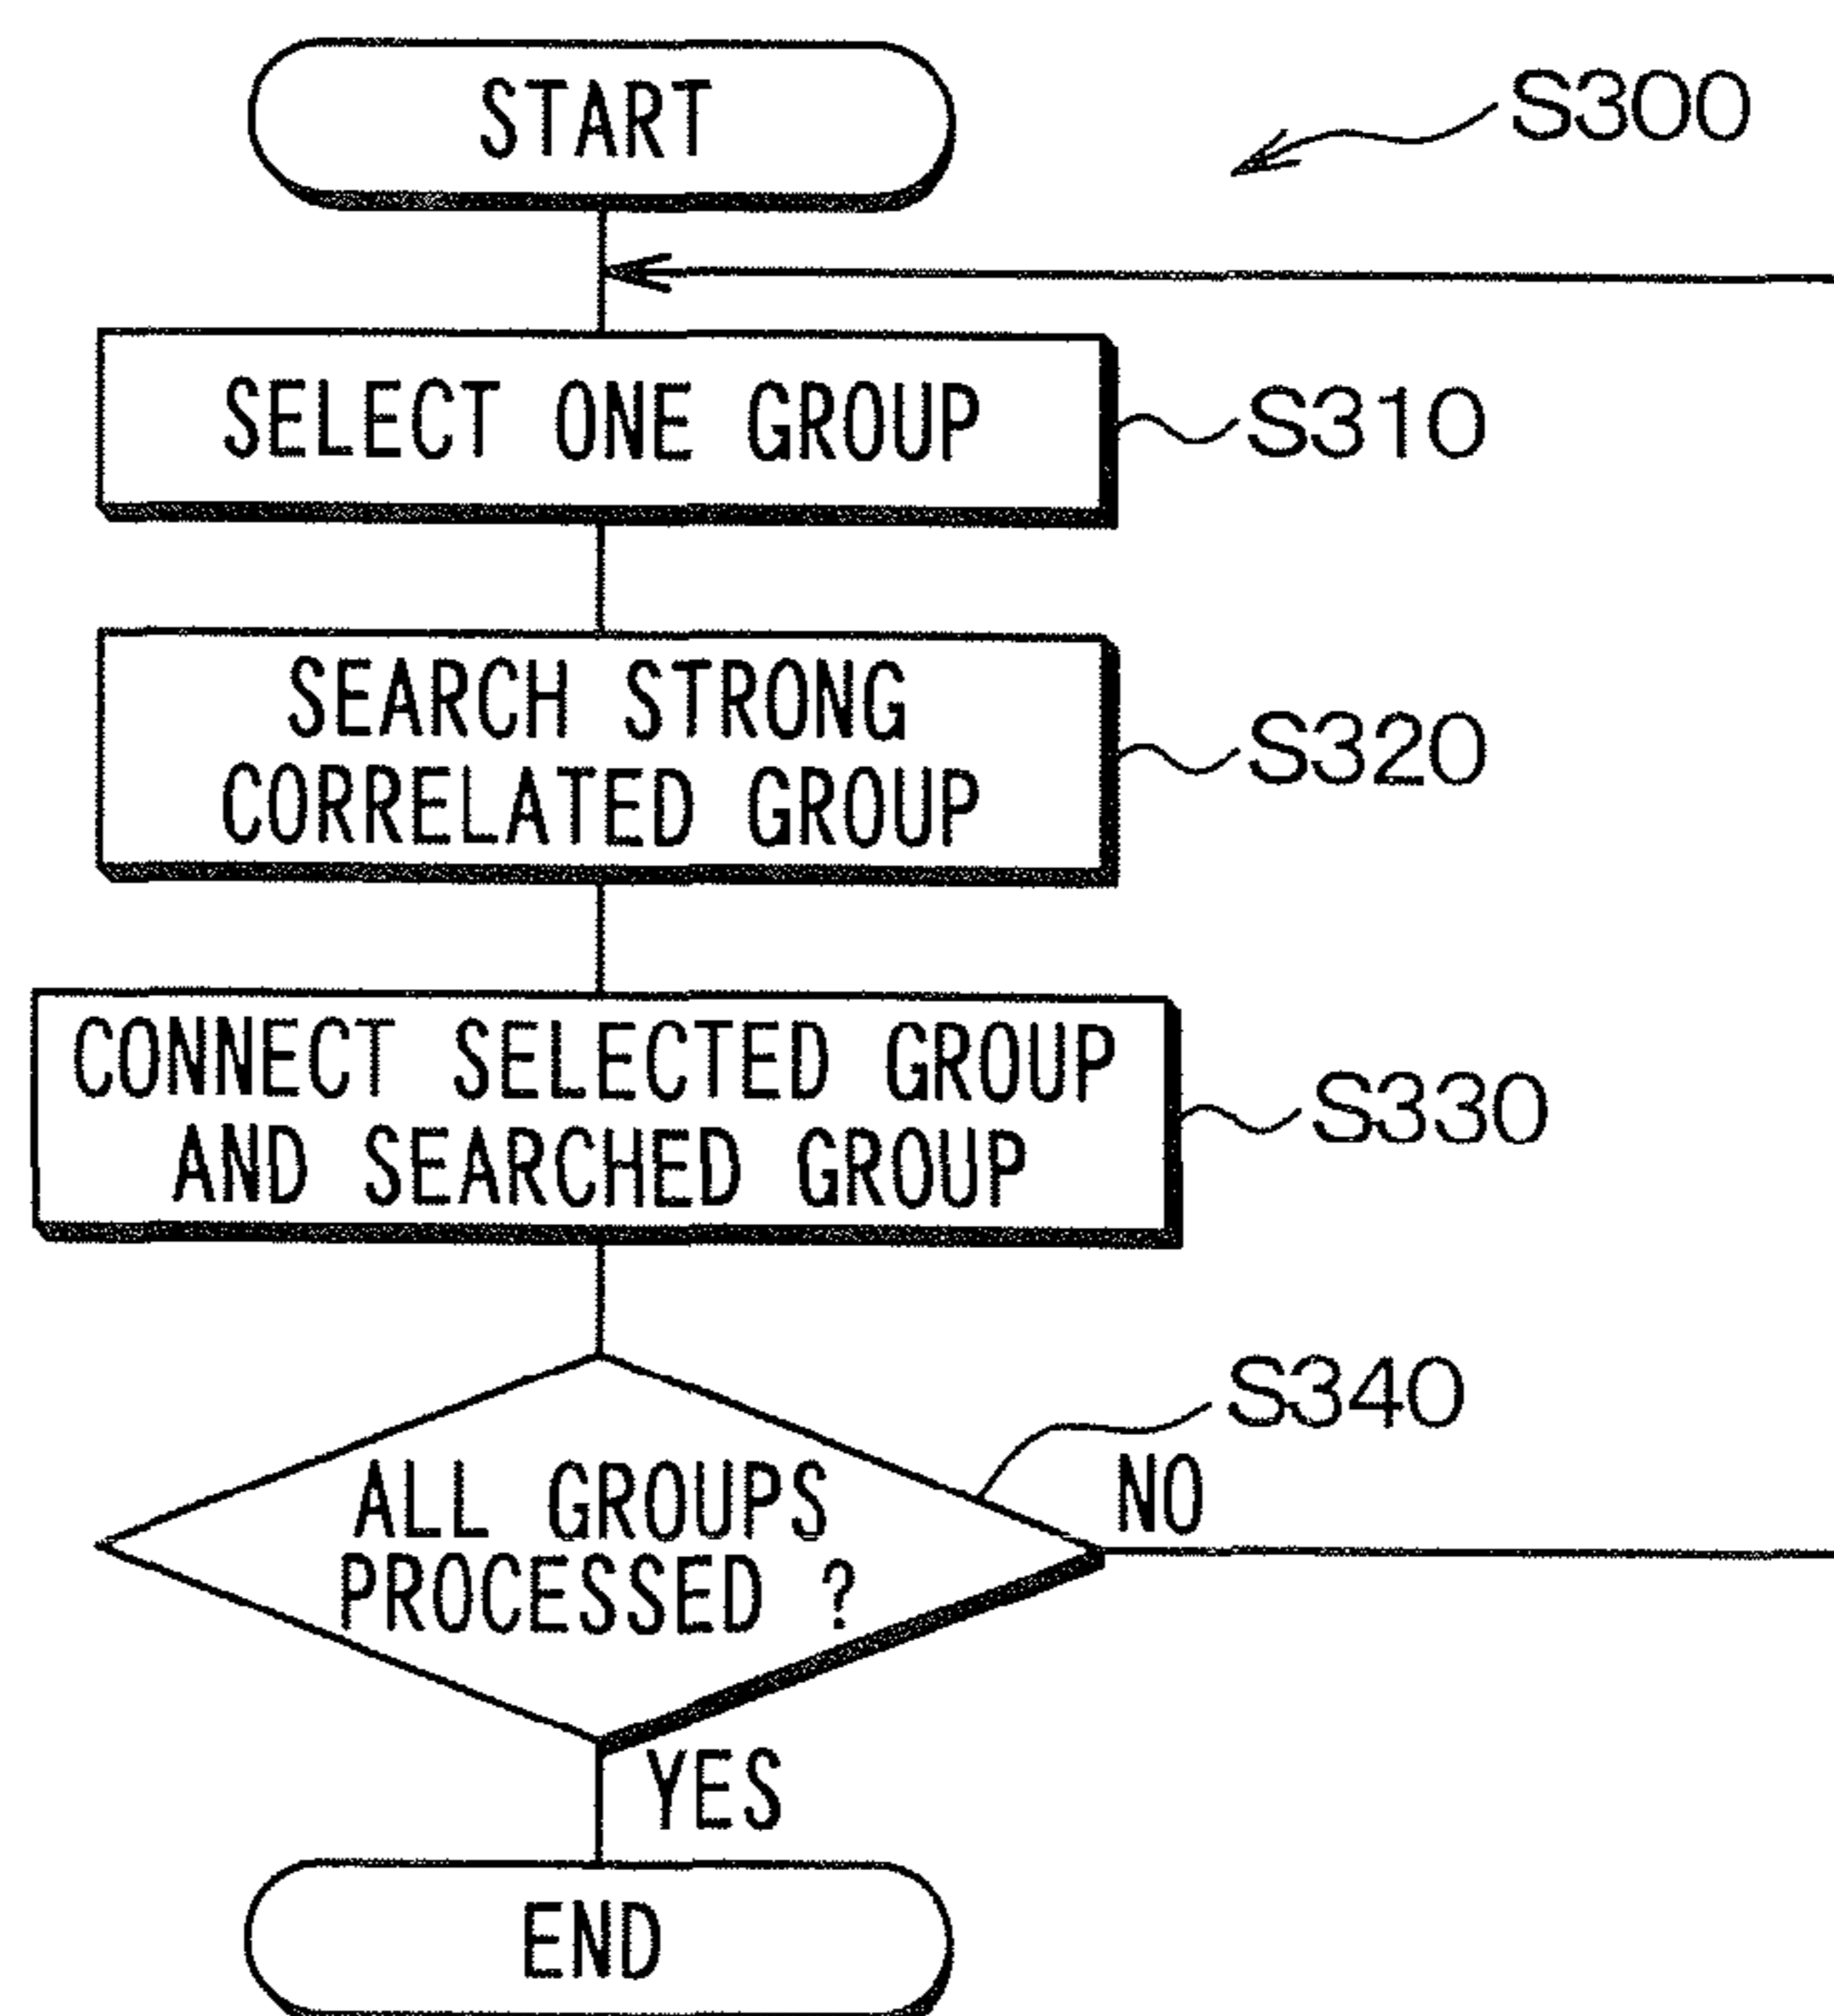 START
S300
SELECT ONE GROUP
S310
SEARCH STRONG
CORRELATED GROUP
S320
CONNECT SELECTED GROUP
AND SEARCHED GROUP
S330
S340
ALL GROUPS
PROCESSED ?
NO
YES
END